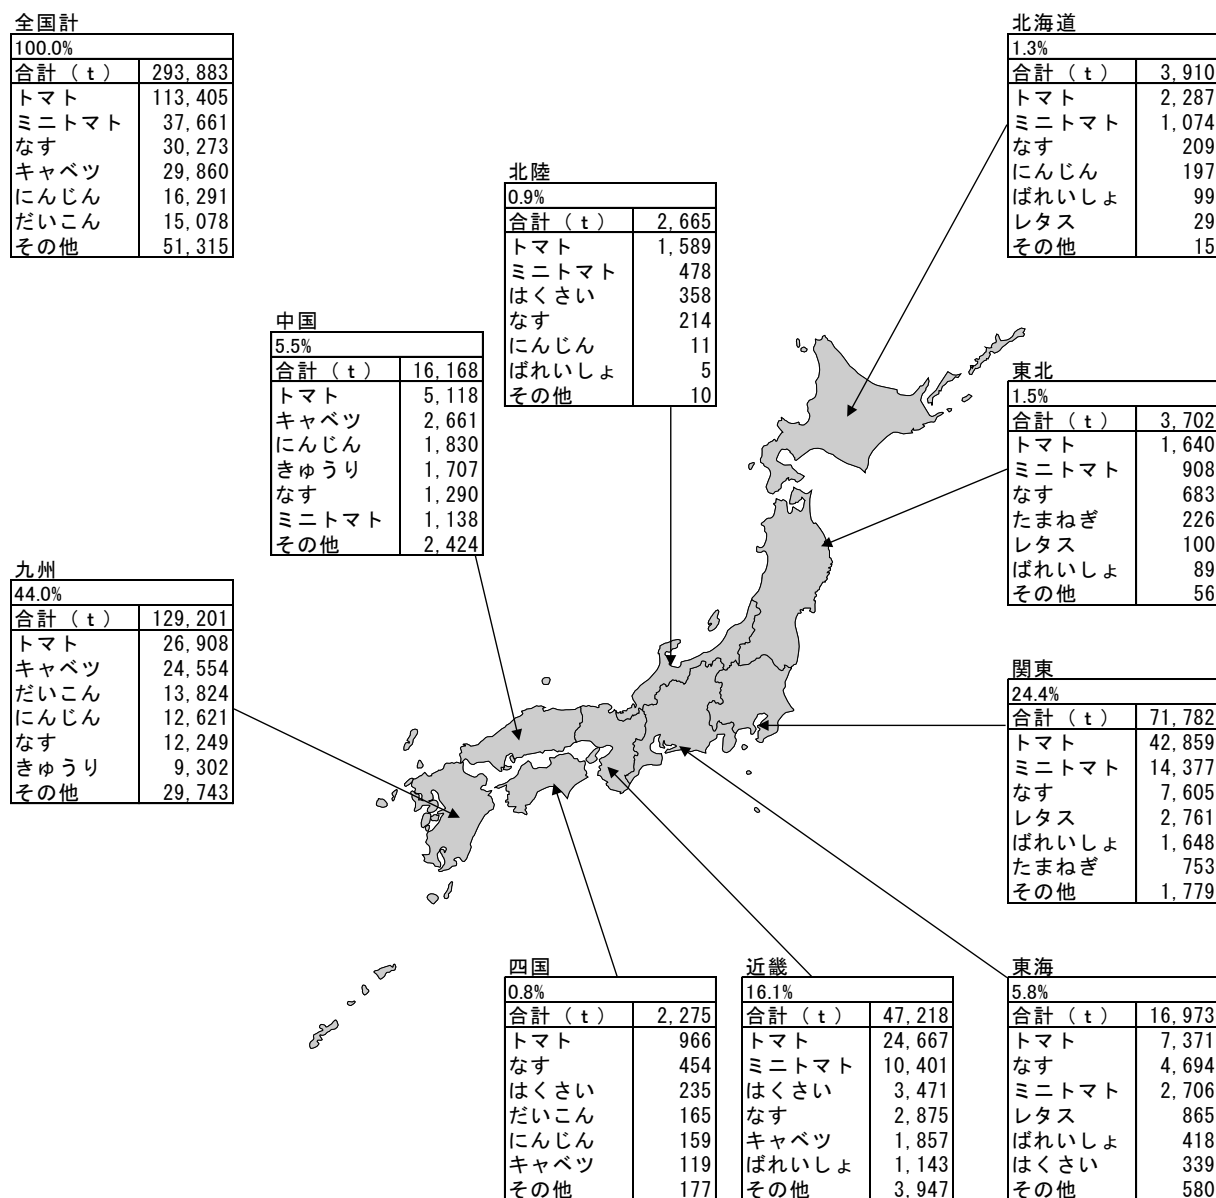 全国計
100.0%
合計（ｔ） 293,883
トマト 113,405
ミニトマト 37,661
なす 30,273
キャベツ 29,860
にんじん 16,291
だいこん 15,078
その他 51,315
北海道
1.3%
合計（ｔ） 3,910
トマト 2,287
ミニトマト 1,074
なす 209
にんじん 197
ばれいしょ 99
レタス 29
その他 15
北陸
0.9%
合計（ｔ） 2,665
トマト 1,589
ミニトマト 478
はくさい 358
なす 214
にんじん 11
ばれいしょ 5
その他 10
中国
5.5%
合計（ｔ） 16,168
トマト 5,118
キャベツ 2,661
にんじん 1,830
きゅうり 1,707
なす 1,290
ミニトマト 1,138
その他 2,424
東北
1.5%
合計（ｔ） 3,702
トマト 1,640
ミニトマト 908
なす 683
たまねぎ 226
レタス 100
ばれいしょ 89
その他 56
九州
44.0%
合計（ｔ） 129,201
トマト 26,908
キャベツ 24,554
だいこん 13,824
にんじん 12,621
なす 12,249
きゅうり 9,302
その他 29,743
関東
24.4%
合計（ｔ） 71,782
トマト 42,859
ミニトマト 14,377
なす 7,605
レタス 2,761
ばれいしょ 1,648
たまねぎ 753
その他 1,779
四国
0.8%
合計（ｔ） 2,275
トマト 966
なす 454
はくさい 235
だいこん 165
にんじん 159
キャベツ 119
その他 177
近畿
16.1%
合計（ｔ） 47,218
トマト 24,667
ミニトマト 10,401
はくさい 3,471
なす 2,875
キャベツ 1,857
ばれいしょ 1,143
その他 3,947
東海
5.8%
合計（ｔ） 16,973
トマト 7,371
なす 4,694
ミニトマト 2,706
レタス 865
ばれいしょ 418
はくさい 339
その他 580